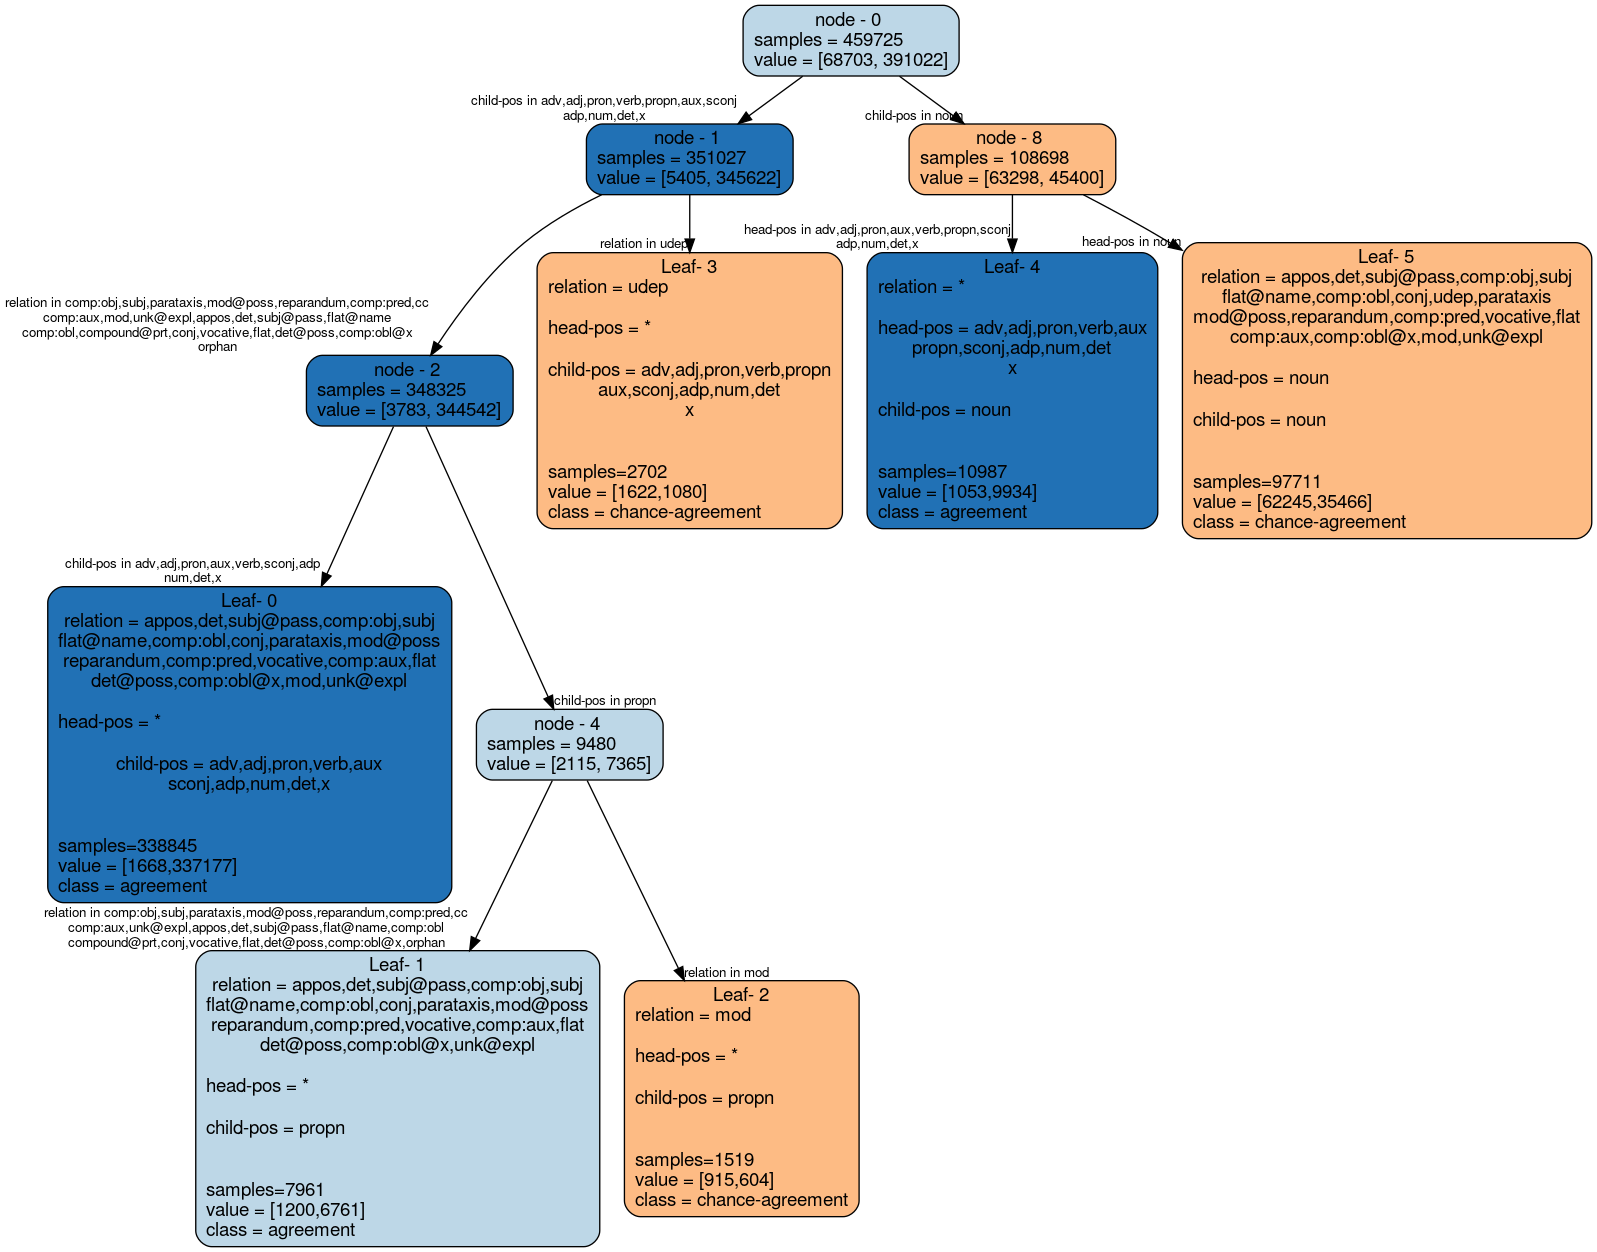 node - 0
samples = 459725
value = [68703, 391022]
child-pos in adv,adj,pron,verb,propn,aux,sconj
adp,num,det,x
child-pos in noun
node - 1
samples = 351027
value = [5405, 345622]
node - 8
samples = 108698
value = [63298, 45400]
relation in udep
head-pos in adv,adj,pron,aux,verb,propn,sconj
adp,num,det,x
head-pos in noun
relation in comp:obj,subj,parataxis,mod@poss,reparandum,comp:pred,cc
comp:aux,mod,unk@expl,appos,det,subj@pass,flat@name
comp:obl,compound@prt,conj,vocative,flat,det@poss,comp:obl@x
orphan
node - 2
samples = 348325
value = [3783, 344542]
Leaf- 3
relation = udep
head-pos = *
child-pos = adv,adj,pron,verb,propn
aux,sconj,adp,num,det
x
samples=2702
value = [1622,1080]
class = chance-agreement
Leaf- 4
relation = *
head-pos = adv,adj,pron,verb,aux
propn,sconj,adp,num,det
x
child-pos = noun
samples=10987
value = [1053,9934]
class = agreement
Leaf- 5
relation = appos,det,subj@pass,comp:obj,subj
flat@name,comp:obl,conj,udep,parataxis
mod@poss,reparandum,comp:pred,vocative,flat
comp:aux,comp:obl@x,mod,unk@expl
head-pos = noun
child-pos = noun
samples=97711
value = [62245,35466]
class = chance-agreement
child-pos in adv,adj,pron,aux,verb,sconj,adp
num,det,x
Leaf- 0
relation = appos,det,subj@pass,comp:obj,subj
flat@name,comp:obl,conj,parataxis,mod@poss
reparandum,comp:pred,vocative,comp:aux,flat
det@poss,comp:obl@x,mod,unk@expl
head-pos = *
child-pos = adv,adj,pron,verb,aux
sconj,adp,num,det,x
samples=338845
value = [1668,337177]
class = agreement
child-pos in propn
node - 4
samples = 9480
value = [2115, 7365]
relation in comp:obj,subj,parataxis,mod@poss,reparandum,comp:pred,cc
comp:aux,unk@expl,appos,det,subj@pass,flat@name,comp:obl
compound@prt,conj,vocative,flat,det@poss,comp:obl@x,orphan
Leaf- 1
relation = appos,det,subj@pass,comp:obj,subj
flat@name,comp:obl,conj,parataxis,mod@poss
reparandum,comp:pred,vocative,comp:aux,flat
det@poss,comp:obl@x,unk@expl
head-pos = *
child-pos = propn
samples=7961
value = [1200,6761]
class = agreement
relation in mod
Leaf- 2
relation = mod
head-pos = *
child-pos = propn
samples=1519
value = [915,604]
class = chance-agreement